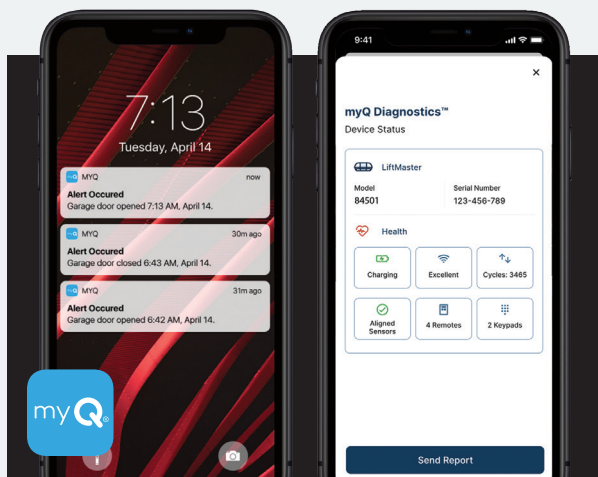 7:13
Tuesday, April 14
MYQ
now
Alert Occured
Garage door opened 7:13 AM, April 14.
MYQ
30m ago
Alert Occured
Garage door closed 6:43 AM, April 14.
MYQ
31m ago
Alert Occured
Garage door opened 6:42 AM, April 14.
my Q®
9:41
myQ Diagnostics™
Device Status
LiftMaster
Model
84501
Serial Number
123-456-789
Health
Charging
Excellent
Cycles: 3465
Aligned
Sensors
4 Remotes
2 Keypads
Send Report